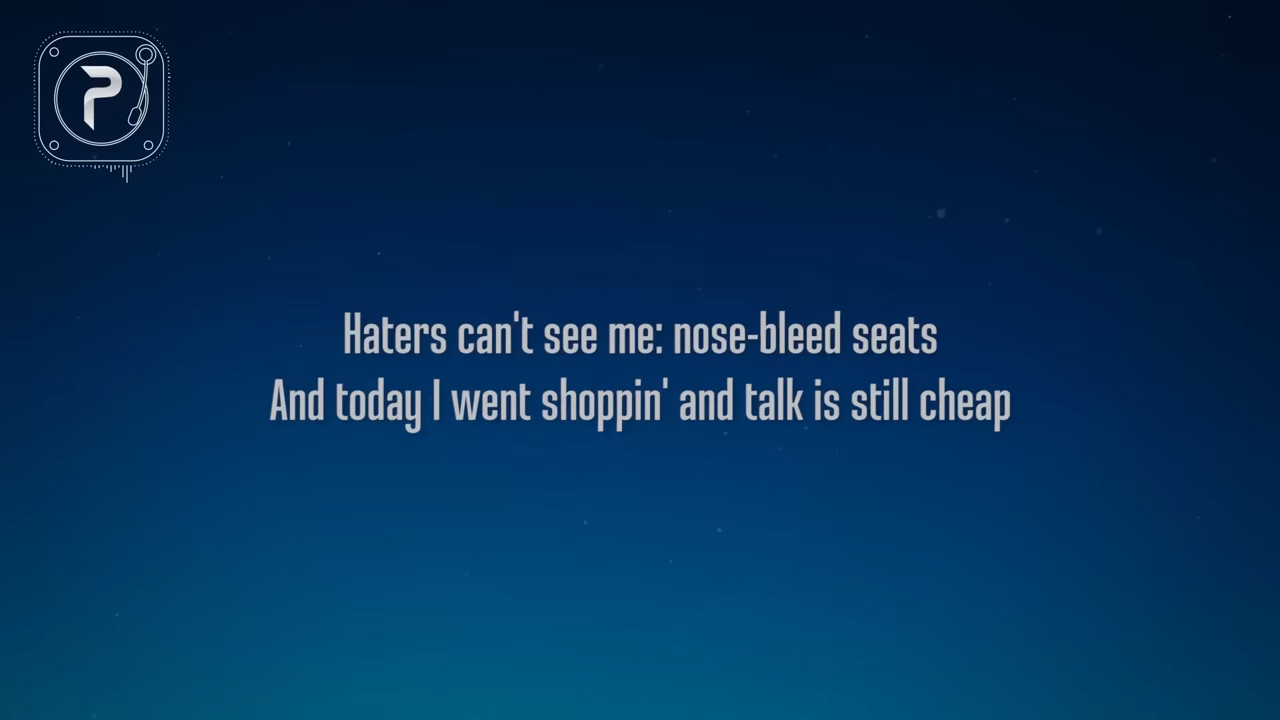 P
Haters can't see me: nose-bleed seats
And today I went shoppin' and talk is still cheap